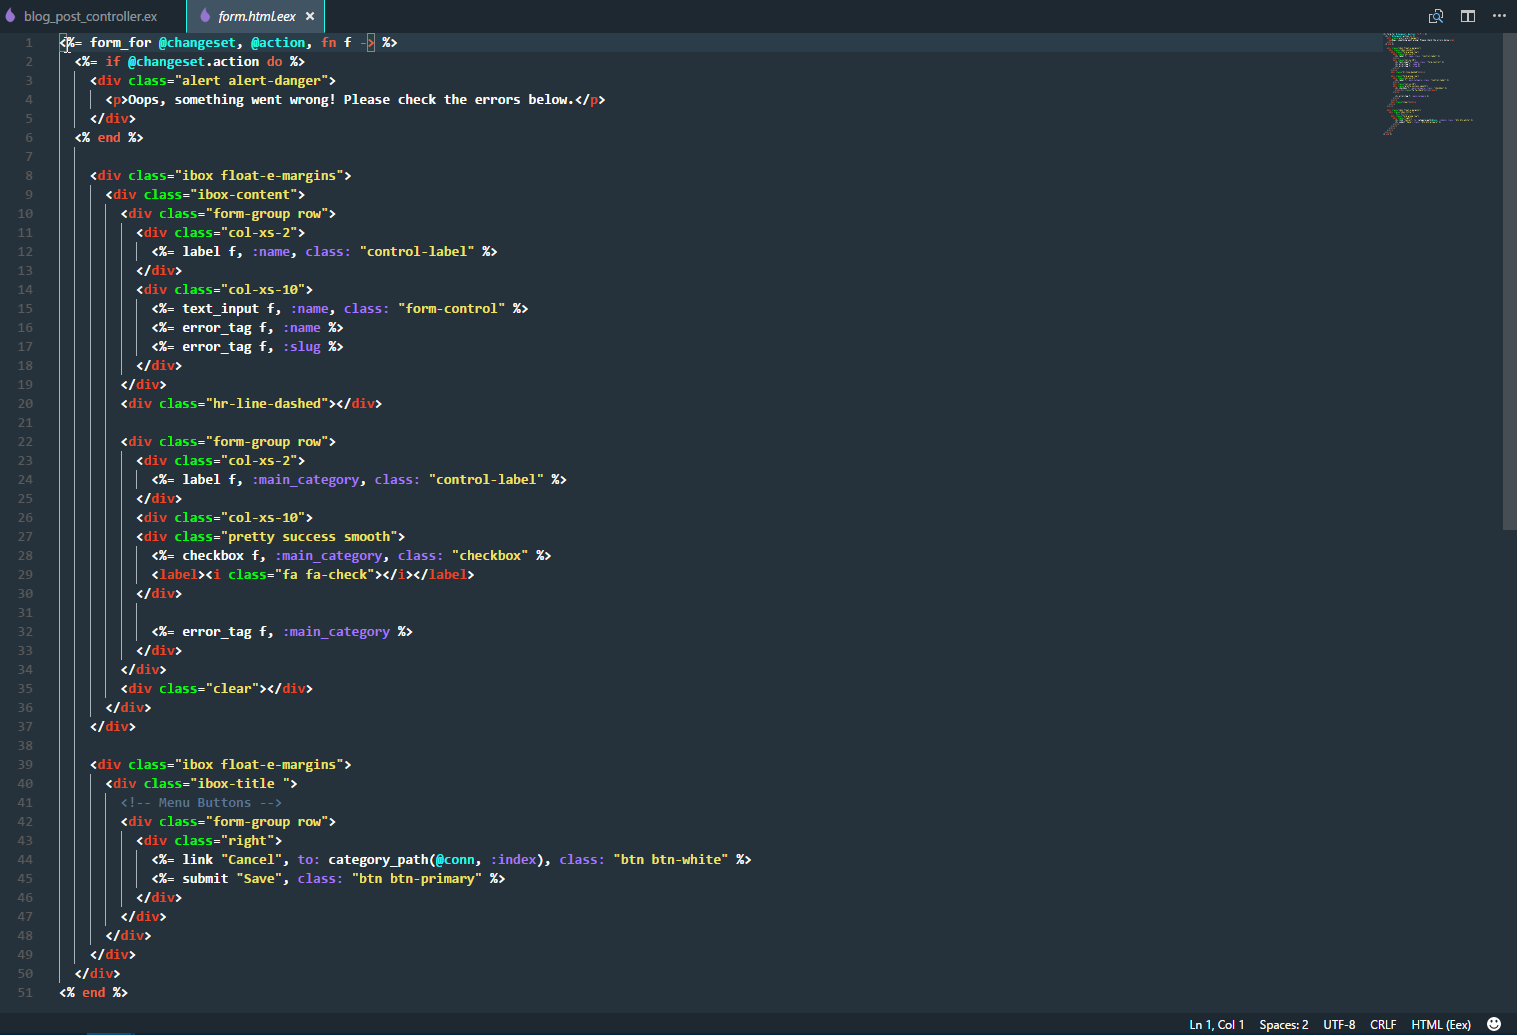 blog_post_controller.ex form.html.eex ×
1 <%= form_for @changeset, @action, fn f -> %>
2 <%= if @changeset.action do %>
3 <div class="alert alert-danger">
4 <p>Oops, something went wrong! Please check the errors below.</p>
5 </div>
6 <% end %>
7
8 <div class="ibox float-e-margins">
9 <div class="ibox-content">
10 <div class="form-group row">
11 <div class="col-xs-2">
12 <%= label f, :name, class: "control-label" %>
13 </div>
14 <div class="col-xs-10">
15 <%= text_input f, :name, class: "form-control" %>
16 <%= error_tag f, :name %>
17 <%= error_tag f, :slug %>
18 </div>
19 </div>
20 <div class="hr-line-dashed"></div>
21
22 <div class="form-group row">
23 <div class="col-xs-2">
24 <%= label f, :main_category, class: "control-label" %>
25 </div>
26 <div class="col-xs-10">
27 <div class="pretty success smooth">
28 <%= checkbox f, :main_category, class: "checkbox" %>
29 <label><i class="fa fa-check"></i></label>
30 </div>
31
32 <%= error_tag f, :main_category %>
33 </div>
34 </div>
35 <div class="clear"></div>
36 </div>
37 </div>
38
39 <div class="ibox float-e-margins">
40 <div class="ibox-title ">
41 <!-- Menu Buttons -->
42 <div class="form-group row">
43 <div class="right">
44 <%= link "Cancel", to: category_path(@conn, :index), class: "btn btn-white" %>
45 <%= submit "Save", class: "btn btn-primary" %>
46 </div>
47 </div>
48 </div>
49 </div>
50 </div>
51 <% end %>
Ln 1, Col 1 Spaces: 2 UTF-8 CRLF HTML (Eex)